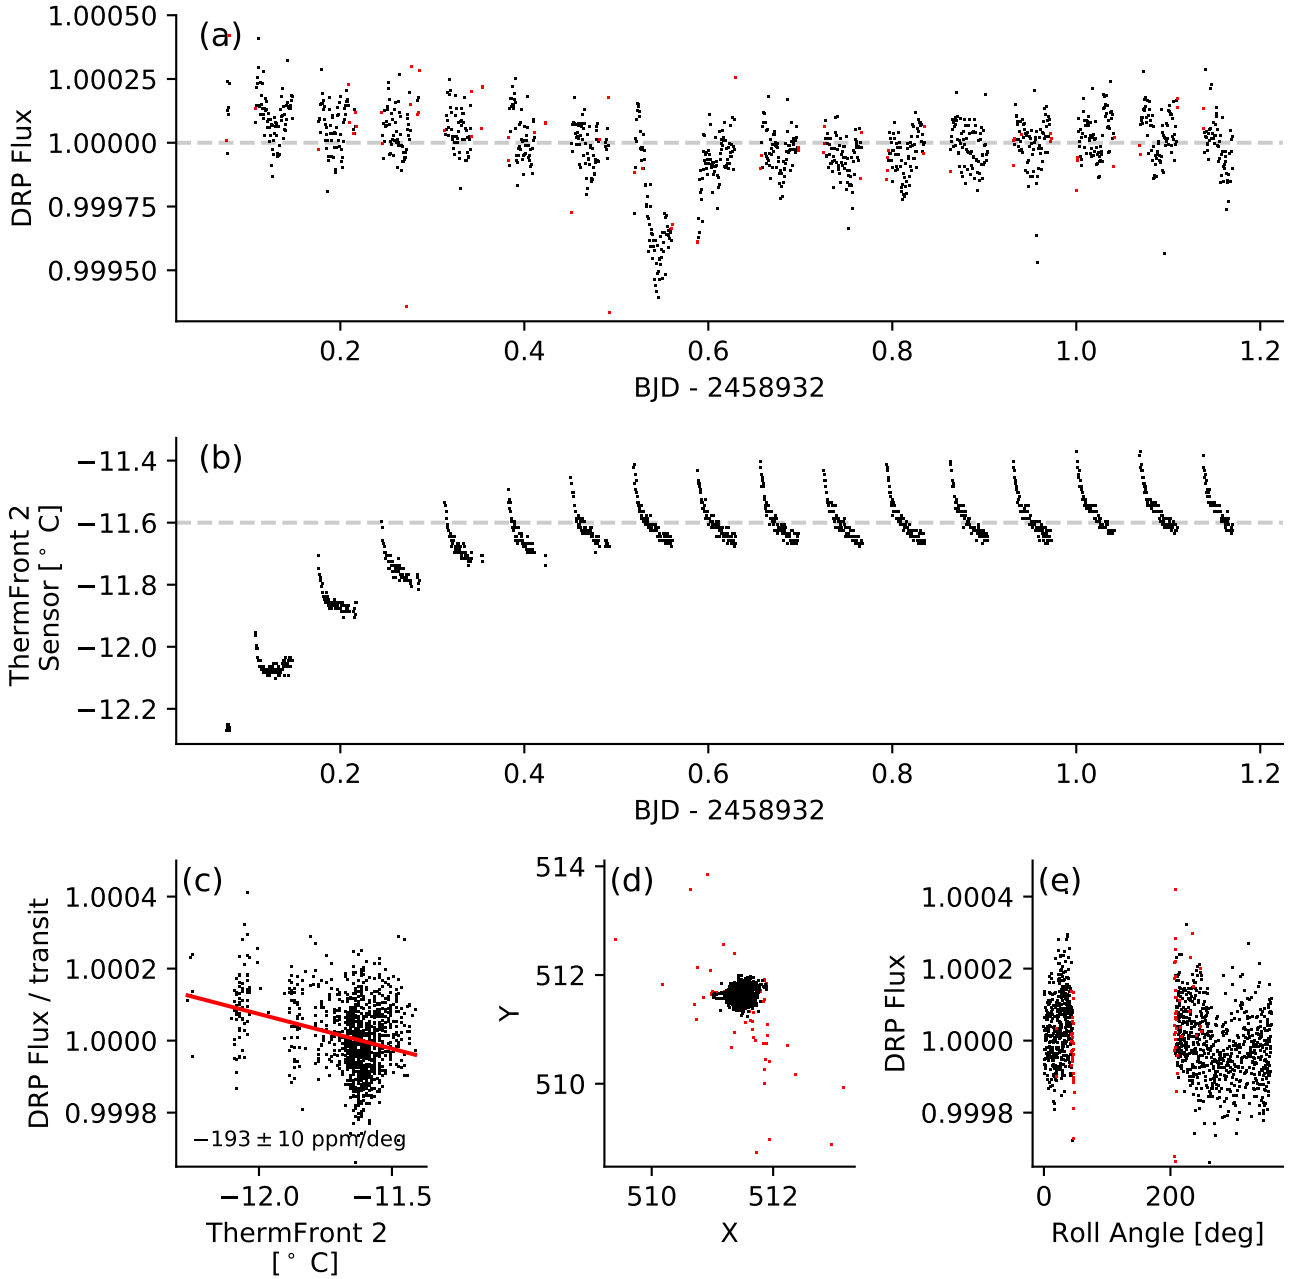 (a)
1.00050
1.00025
1.00000
0.99975
0.99950
DRP Flux
0.2
0.4
0.6
0.8
1.0
1.2
BJD - 2458932
(b)
−11.4
−11.6
−11.8
−12.0
−12.2
ThermFront 2
Sensor [° C]
0.2
0.4
0.6
0.8
1.0
1.2
BJD - 2458932
(c)
1.0004
1.0002
1.0000
0.9998
DRP Flux / transit
−193 ± 10 ppm/deg
−12.0
−11.5
ThermFront 2
[° C]
(d)
514
512
510
Y
510
512
X
(e)
1.0004
1.0002
1.0000
0.9998
DRP Flux
0
200
Roll Angle [deg]